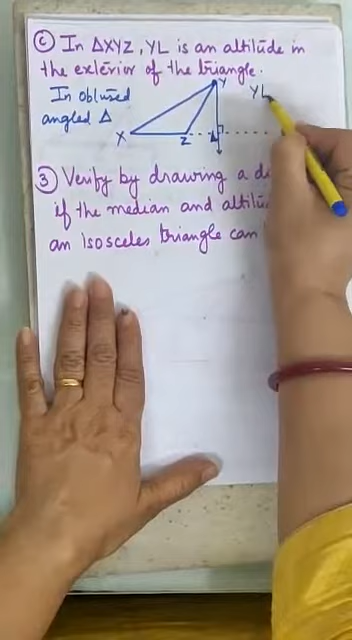 (c) In ΔXYZ, YL is an altitude in
the exterior of the triangle.
In obtused
angled Δ
Y
YL
X
Z
L
(3) Verify by drawing a
if the median and
an isosceles triangle can